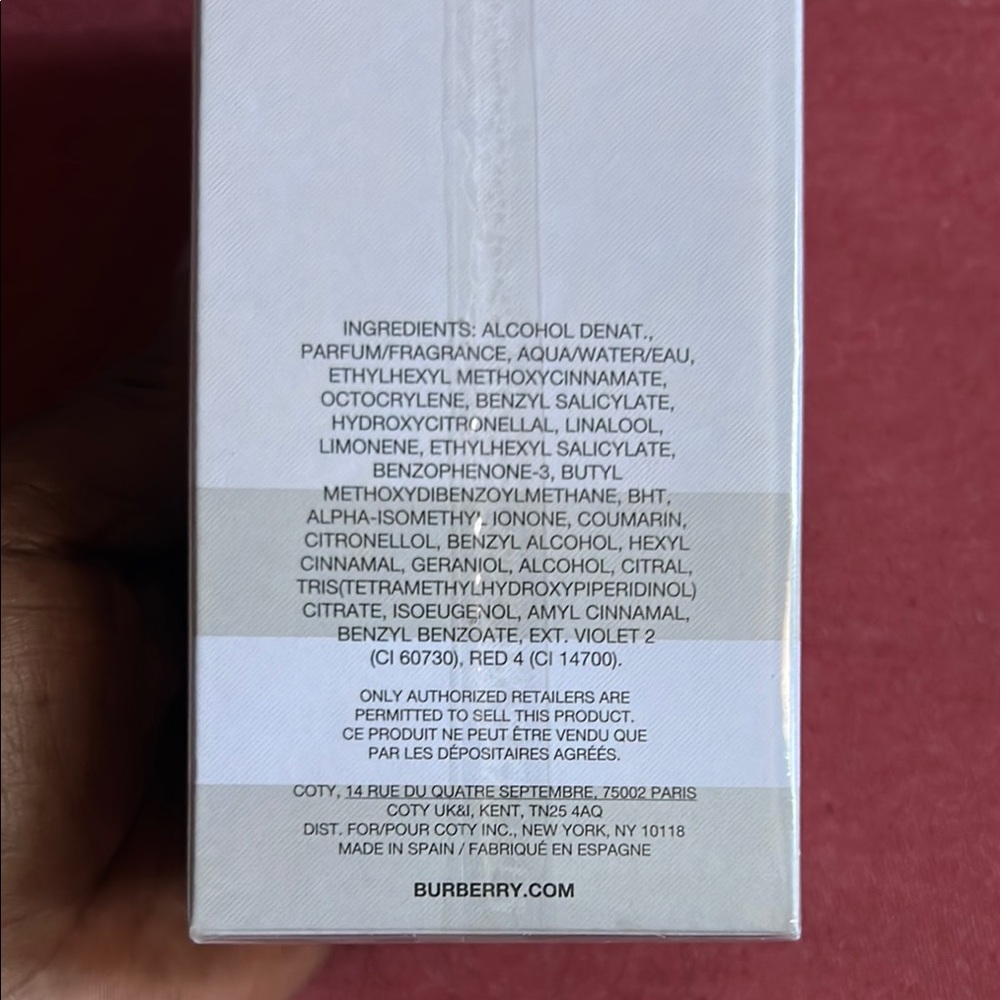 INGREDIENTS: ALCOHOL DENAT.,
PARFUM/FRAGRANCE, AQUA/WATER/EAU,
ETHYLHEXYL METHOXYCINNAMATE,
OCTOCRYLENE, BENZYL SALICYLATE,
HYDROXYCITRONELLAL, LINALOOL,
LIMONENE, ETHYLHEXYL SALICYLATE,
BENZOPHENONE-3, BUTYL
METHOXYDIBENZOYLMETHANE, BHT,
ALPHA-ISOMETHYL IONONE, COUMARIN,
CITRONELLOL, BENZYL ALCOHOL, HEXYL
CINNAMAL, GERANIOL, ALCOHOL, CITRAL,
TRIS(TETRAMETHYLHYDROXYPIPERIDINOL)
CITRATE, ISOEUGENOL, AMYL CINNAMAL,
BENZYL BENZOATE, EXT. VIOLET 2
(CI 60730), RED 4 (CI 14700).
ONLY AUTHORIZED RETAILERS ARE
PERMITTED TO SELL THIS PRODUCT.
CE PRODUIT NE PEUT ÊTRE VENDU QUE
PAR LES DÉPOSITAIRES AGRÉÉS.
COTY, 14 RUE DU QUATRE SEPTEMBRE, 75002 PARIS
COTY UK&I, KENT, TN25 4AQ
DIST. FOR/POUR COTY INC., NEW YORK, NY 10118
MADE IN SPAIN / FABRIQUÉ EN ESPAGNE
BURBERRY.COM